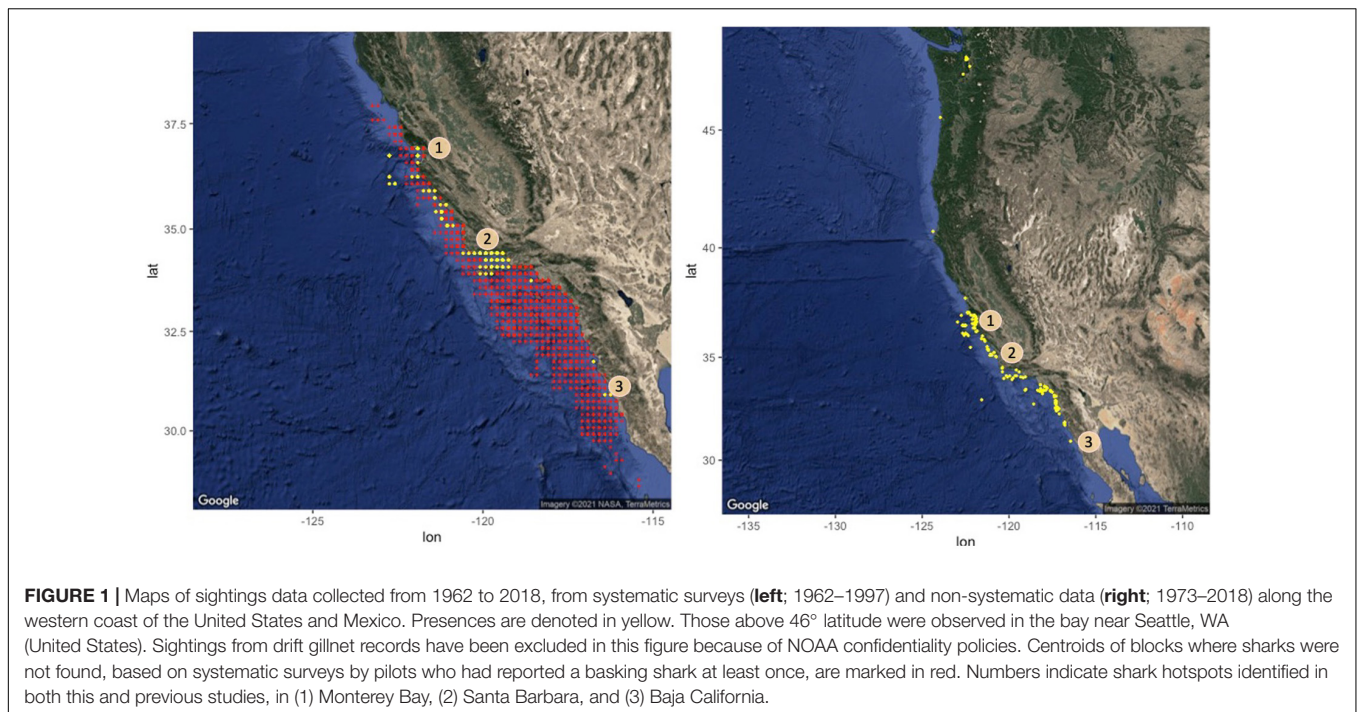 37.5
35.0
32.5
30.0
lat
1
2
3
Google
Imagery ©2021 NASA, TerraMetrics
-125
-120
-115
lon
45
40
35
30
lat
1
2
3
Google
Imagery ©2021 TerraMetrics
-135
-130
-125
-120
-115
-110
lon
FIGURE 1 | Maps of sightings data collected from 1962 to 2018, from systematic surveys (left; 1962–1997) and non-systematic data (right; 1973–2018) along the
western coast of the United States and Mexico. Presences are denoted in yellow. Those above 46° latitude were observed in the bay near Seattle, WA
(United States). Sightings from drift gillnet records have been excluded in this figure because of NOAA confidentiality policies. Centroids of blocks where sharks were
not found, based on systematic surveys by pilots who had reported a basking shark at least once, are marked in red. Numbers indicate shark hotspots identified in
both this and previous studies, in (1) Monterey Bay, (2) Santa Barbara, and (3) Baja California.